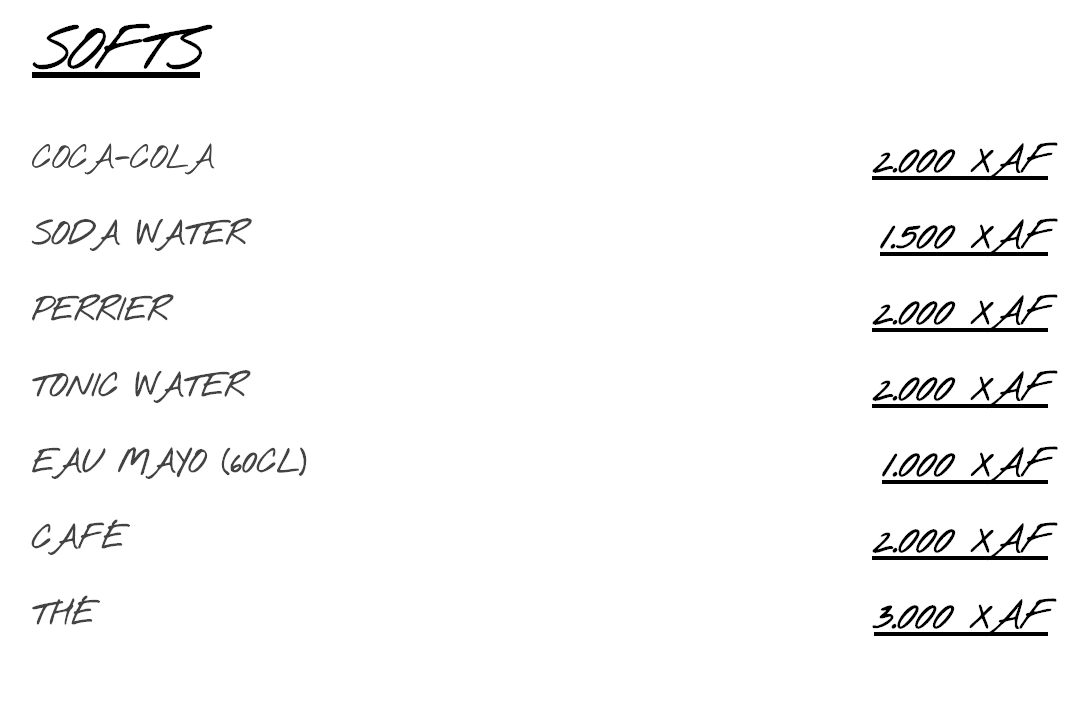 SOFTS
COCA-COLA 2.000 XAF
SODA WATER 1.500 XAF
PERRIER 2.000 XAF
TONIC WATER 2.000 XAF
EAU MAYO (60CL) 1.000 XAF
CAFÉ 2.000 XAF
THÉ 3.000 XAF